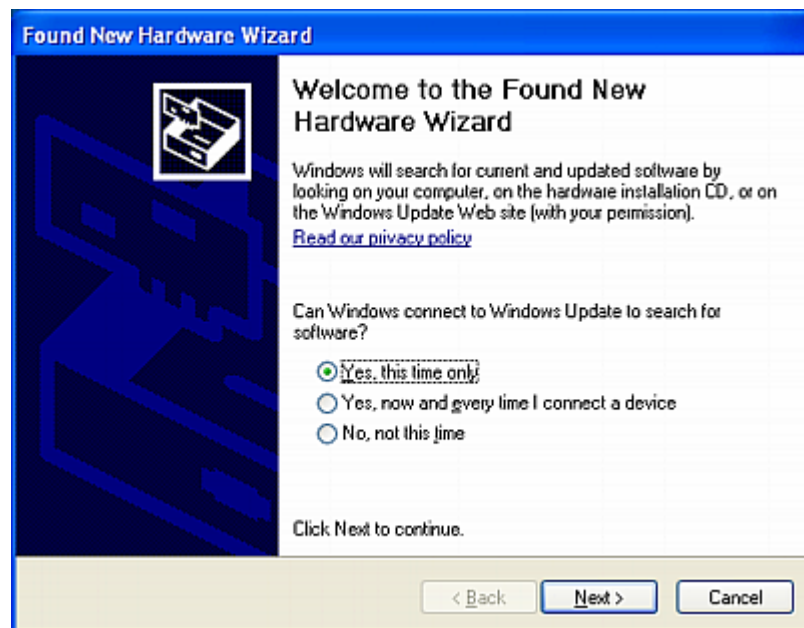 Found New Hardware Wizard
Welcome to the Found New
Hardware Wizard
Windows will search for current and updated software by
looking on your computer, on the hardware installation CD, or on
the Windows Update Web site (with your permission).
Read our privacy policy
Can Windows connect to Windows Update to search for
software?
Yes, this time only
Yes, now and every time I connect a device
No, not this time
Click Next to continue.
< Back
Next >
Cancel